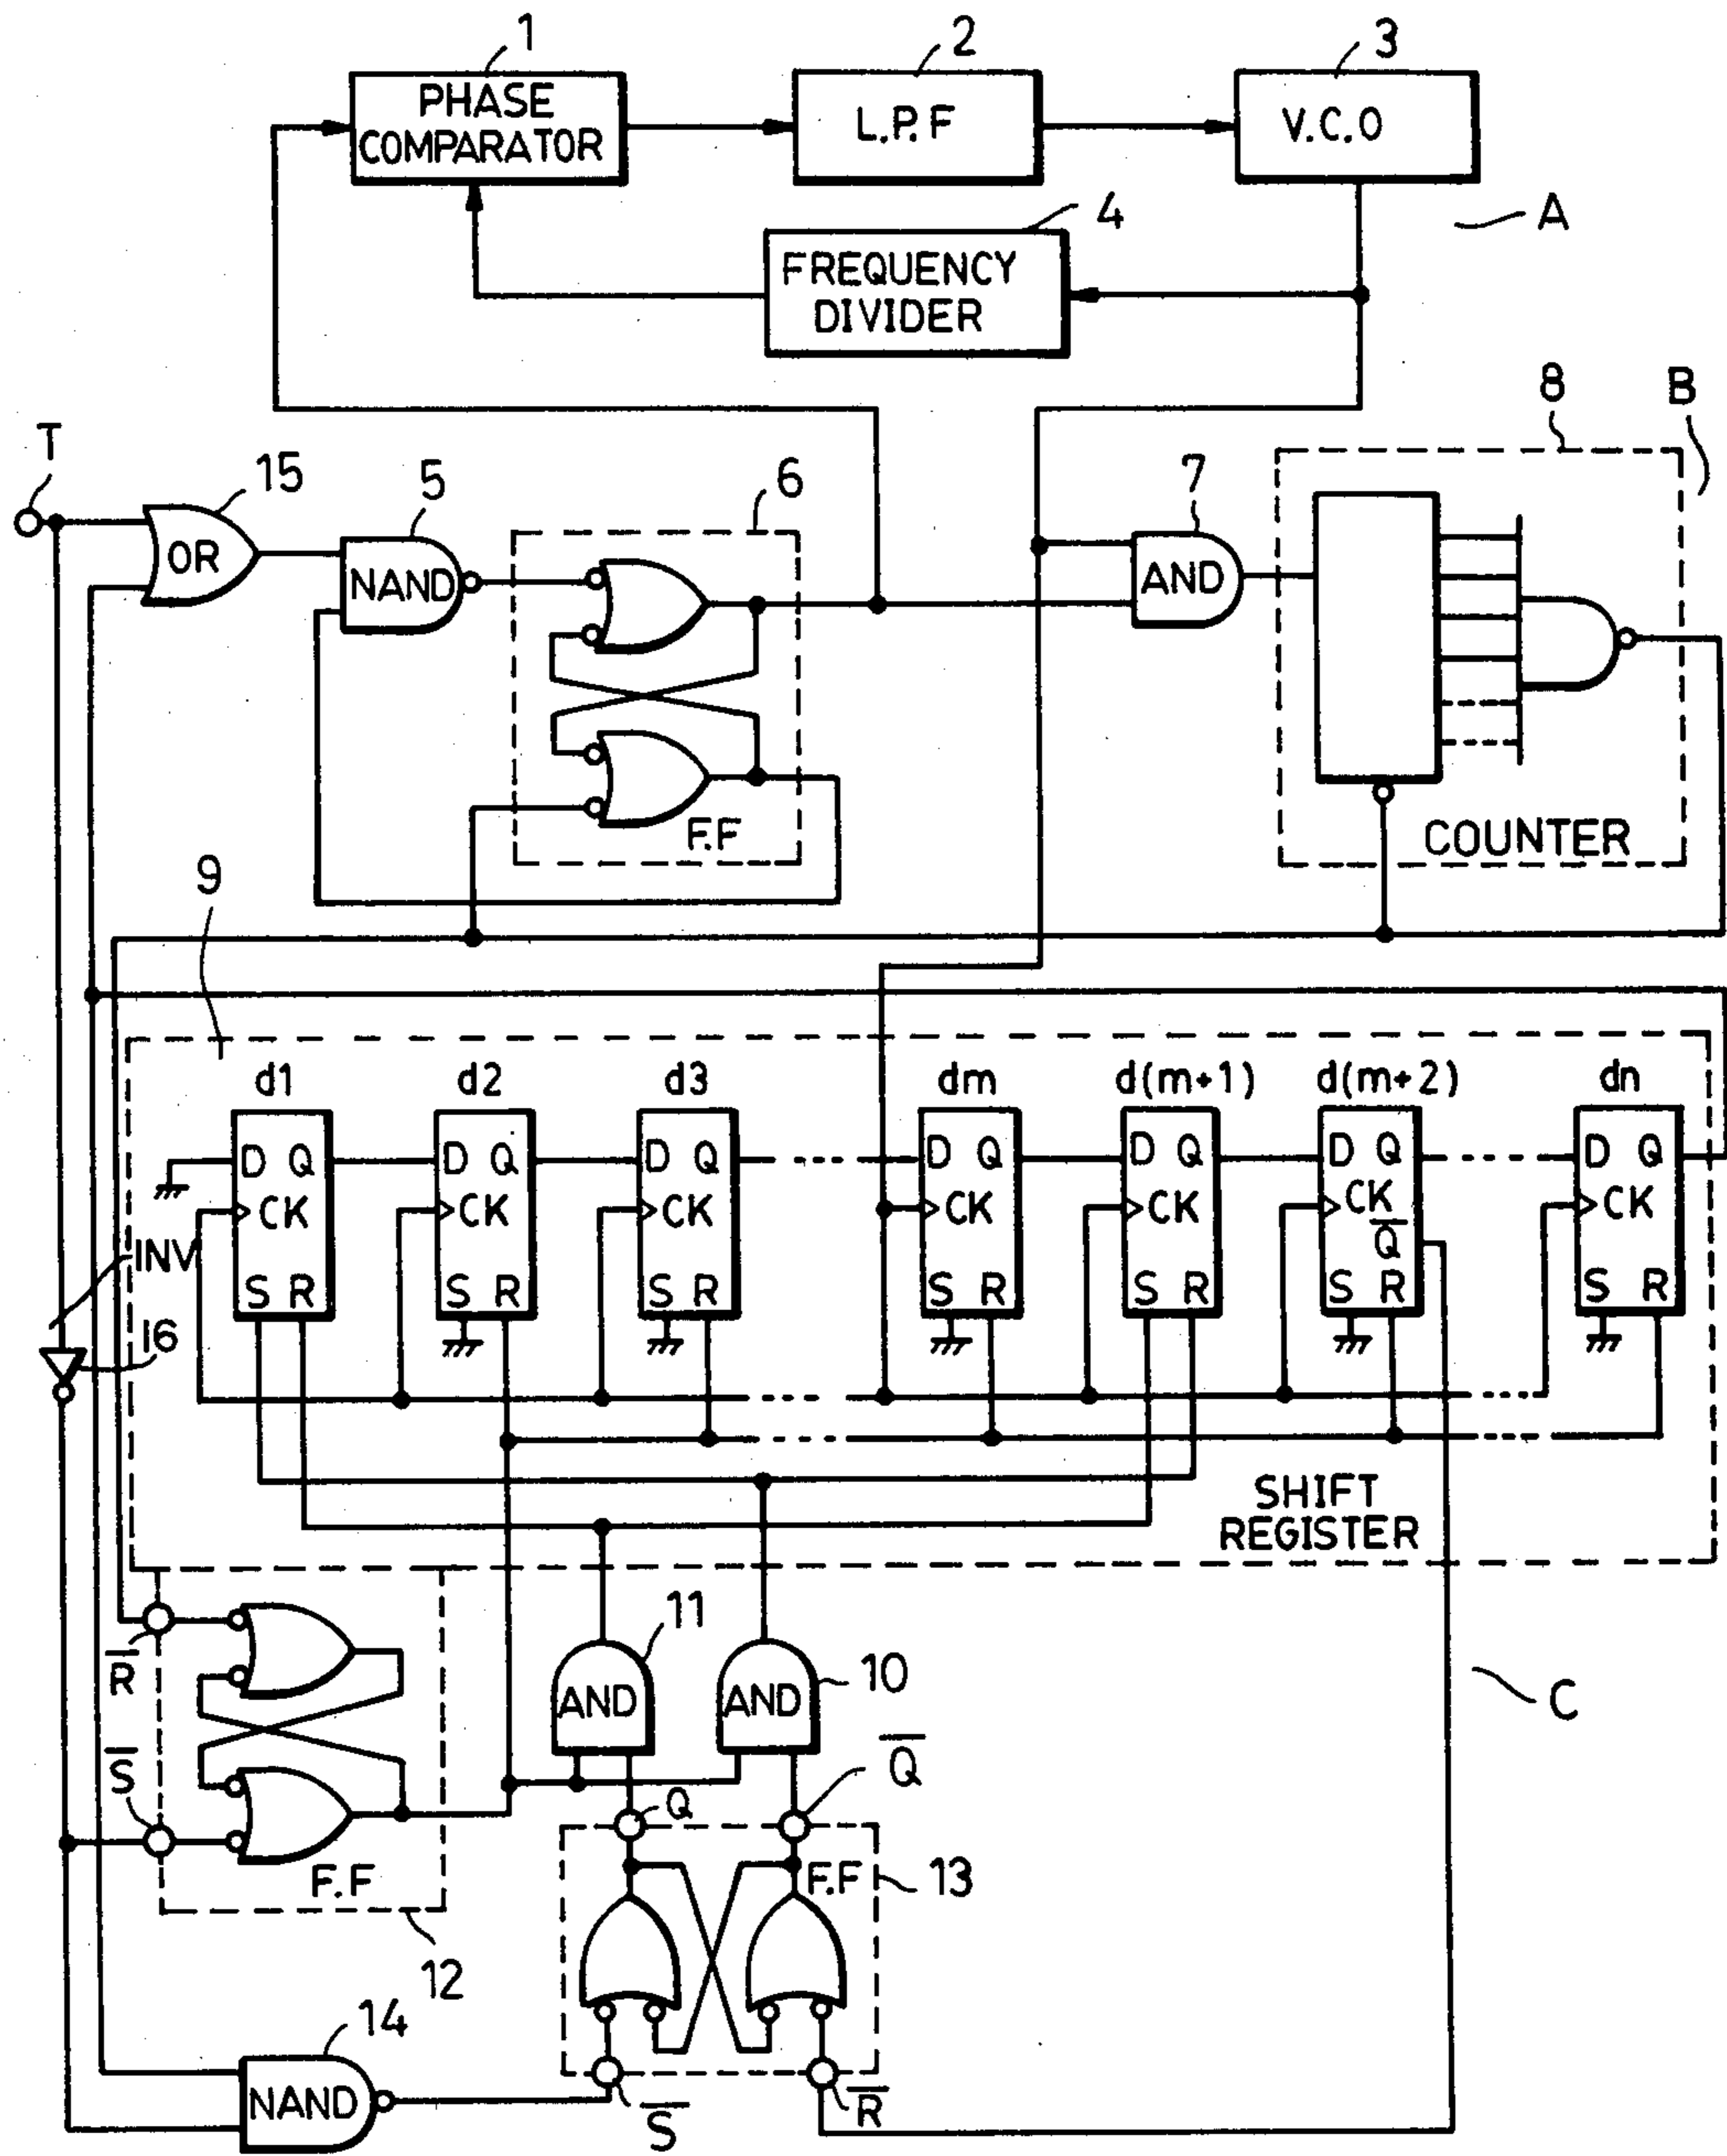 1
2
3
PHASE
COMPARATOR
L.P.F
V.C.O
A
4
FREQUENCY
DIVIDER
8
B
T
15
5
6
7
OR
NAND
AND
F.F
COUNTER
9
d1
d2
d3
dm
d(m+1)
d(m+2)
dn
D Q
D Q
D Q
D Q
D Q
D Q
D Q
CK
CK
CK
CK
CK
CK
CK
Q̅
INV
S R
S R
S R
S R
S R
S R
S R
16
SHIFT
REGISTER
11
10
R̅
AND
AND
C
S̅
Q
Q̅
F.F
F.F
13
12
14
NAND
S̅
R̅